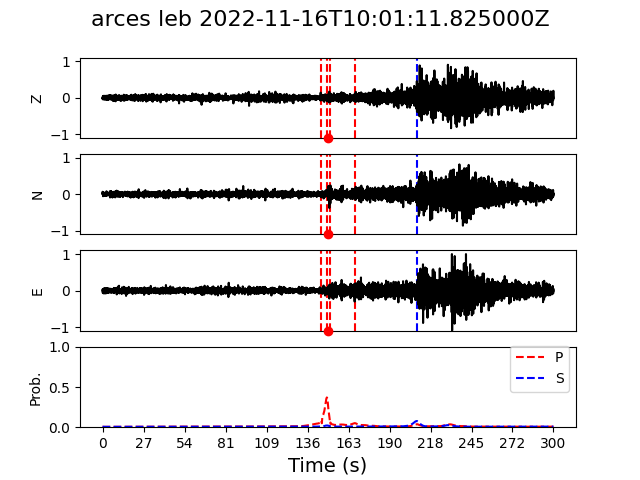 arces leb 2022-11-16T10:01:11.825000Z
1
0
−1
Z
1
0
−1
N
1
0
−1
E
1.0
0.5
0.0
Prob.
P
S
0 27 54 81 109 136 163 190 218 245 272 300
Time (s)